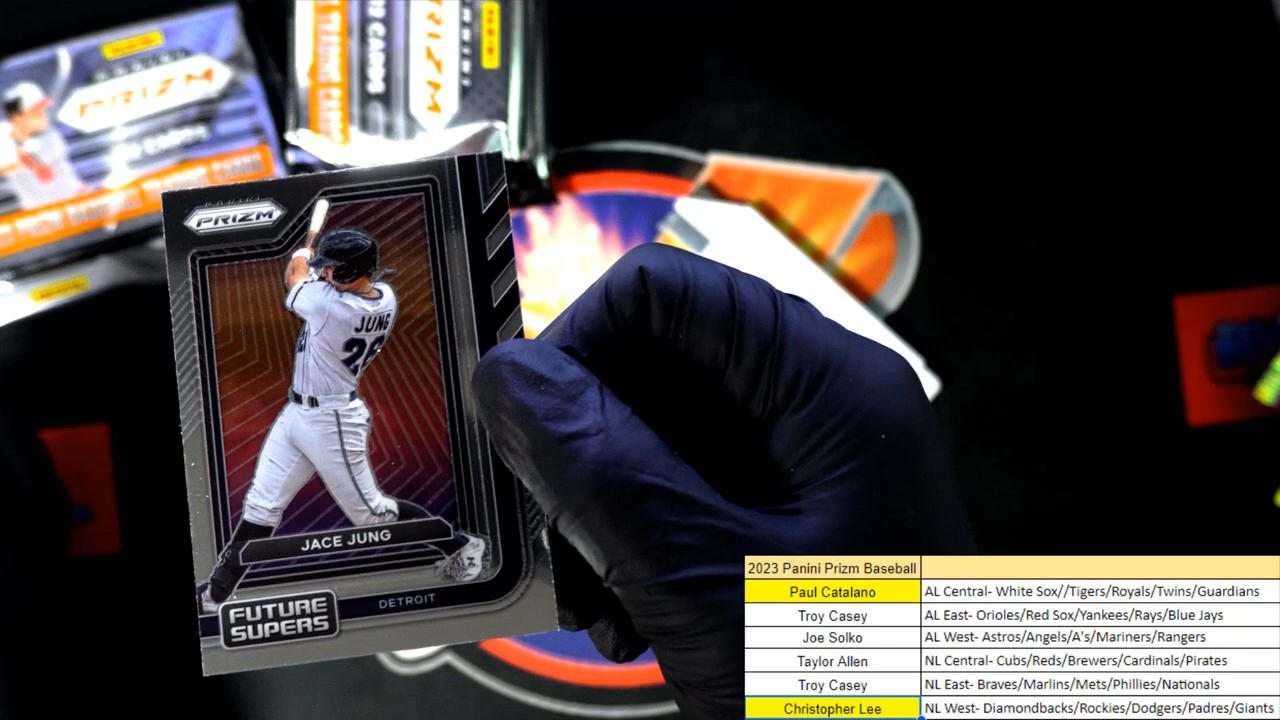 PANINI
PRIZM
PRIZM
CARDS
PANINI
PRIZM
JUNG
26
JACE JUNG
FUTURE
SUPERS
DETROIT
2023 Panini Prizm Baseball
Paul Catalano AL Central- White Sox//Tigers/Royals/Twins/Guardians
Troy Casey AL East- Orioles/Red Sox/Yankees/Rays/Blue Jays
Joe Solko AL West- Astros/Angels/A's/Mariners/Rangers
Taylor Allen NL Central- Cubs/Reds/Brewers/Cardinals/Pirates
Troy Casey NL East- Braves/Marlins/Mets/Phillies/Nationals
Christopher Lee NL West- Diamondbacks/Rockies/Dodgers/Padres/Giants